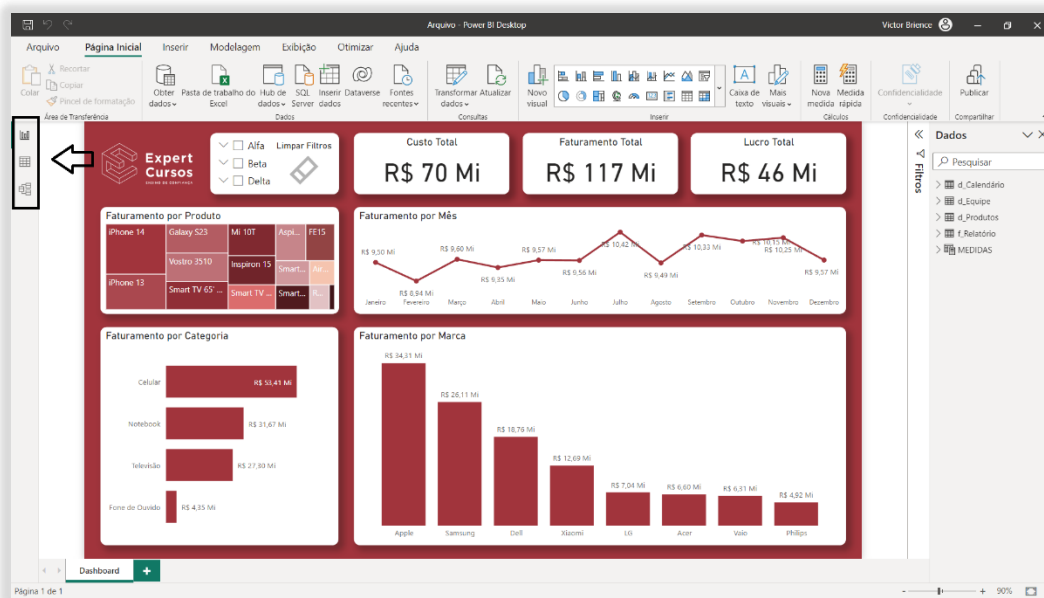 Arquivo - Power BI Desktop
Victor Brience
Arquivo
Página Inicial
Inserir
Modelagem
Exibição
Otimizar
Ajuda
Colar
Recortar
Copiar
Pincel de formatação
Área de Transferência
Obter dados
Pasta de trabalho do Excel
Hub de dados
SQL Server
Inserir dados
Dataverse
Fontes recentes
Dados
Transformar dados
Atualizar
Consultas
Novo visual
Caixa de texto
Mais visuais
Inserir
Nova medida
Medida rápida
Cálculos
Confidencialidade
Confidencialidade
Publicar
Compartilhar
Expert
Cursos
Alfa
Beta
Delta
Limpar Filtros
Custo Total
R$ 70 Mi
Faturamento Total
R$ 117 Mi
Lucro Total
R$ 46 Mi
Faturamento por Produto
iPhone 14
Galaxy S23
Mi 10T
Aspi...
FE15
Vostro 3510
Inspiron 15
Smart...
Air...
iPhone 13
Smart TV 65' ...
Smart TV ...
Smart...
R...
Faturamento por Mês
R$ 9,50 Mi
R$ 8,94 Mi
R$ 9,60 Mi
R$ 9,35 Mi
R$ 9,57 Mi
R$ 9,56 Mi
R$ 10,42 Mi
R$ 9,49 Mi
R$ 10,33 Mi
R$ 10,15 Mi
R$ 10,25 Mi
R$ 9,57 Mi
Janeiro
Fevereiro
Março
Abril
Maio
Junho
Julho
Agosto
Setembro
Outubro
Novembro
Dezembro
Faturamento por Categoria
Celular
R$ 53,41 Mi
Notebook
R$ 31,67 Mi
Televisão
R$ 27,30 Mi
Fone de Ouvido
R$ 4,35 Mi
Faturamento por Marca
R$ 34,31 Mi
R$ 26,11 Mi
R$ 18,76 Mi
R$ 12,69 Mi
R$ 7,04 Mi
R$ 6,60 Mi
R$ 6,31 Mi
R$ 4,92 Mi
Apple
Samsung
Dell
Xiaomi
LG
Acer
Vaio
Philips
Filtros
Dados
Pesquisar
d_Calendário
d_Equipe
d_Produtos
f_Relatório
MEDIDAS
Dashboard
Página 1 de 1
90%